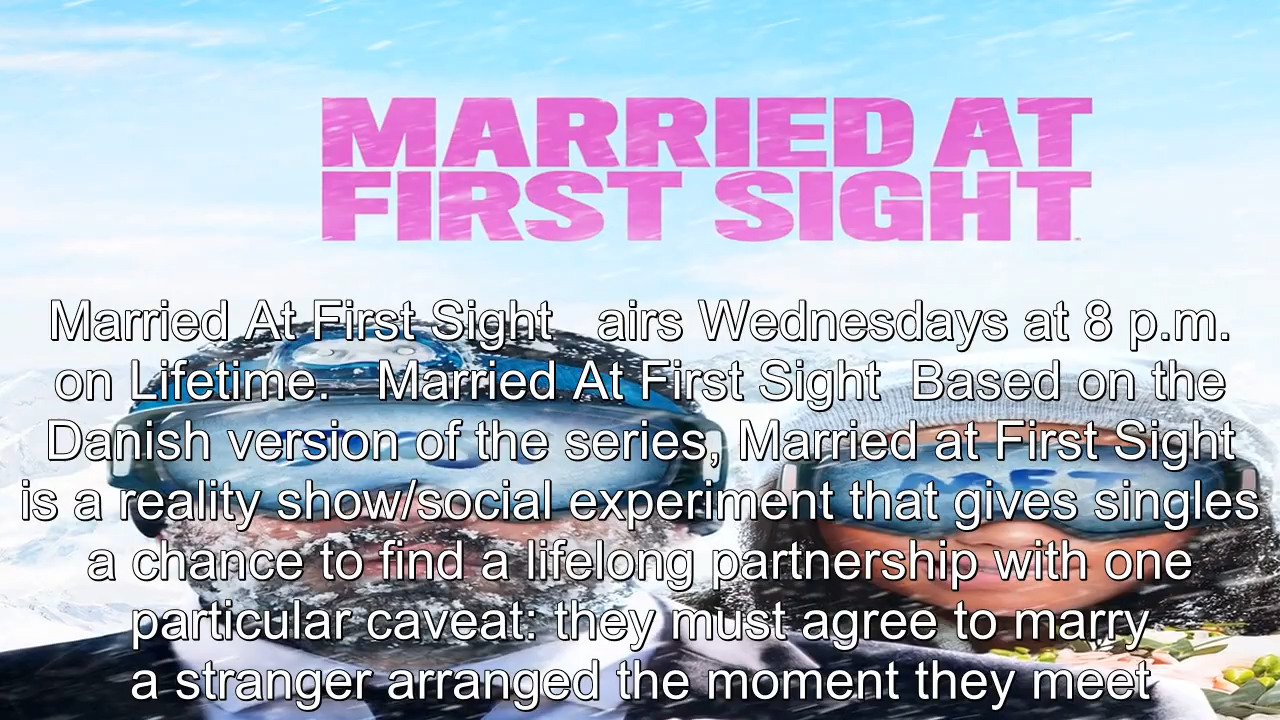 MARRIED AT
FIRST SIGHT
Married At First Sight   airs Wednesdays at 8 p.m.
on Lifetime.   Married At First Sight  Based on the
Danish version of the series, Married at First Sight
is a reality show/social experiment that gives singles
a chance to find a lifelong partnership with one
particular caveat: they must agree to marry
a stranger arranged the moment they meet
MET